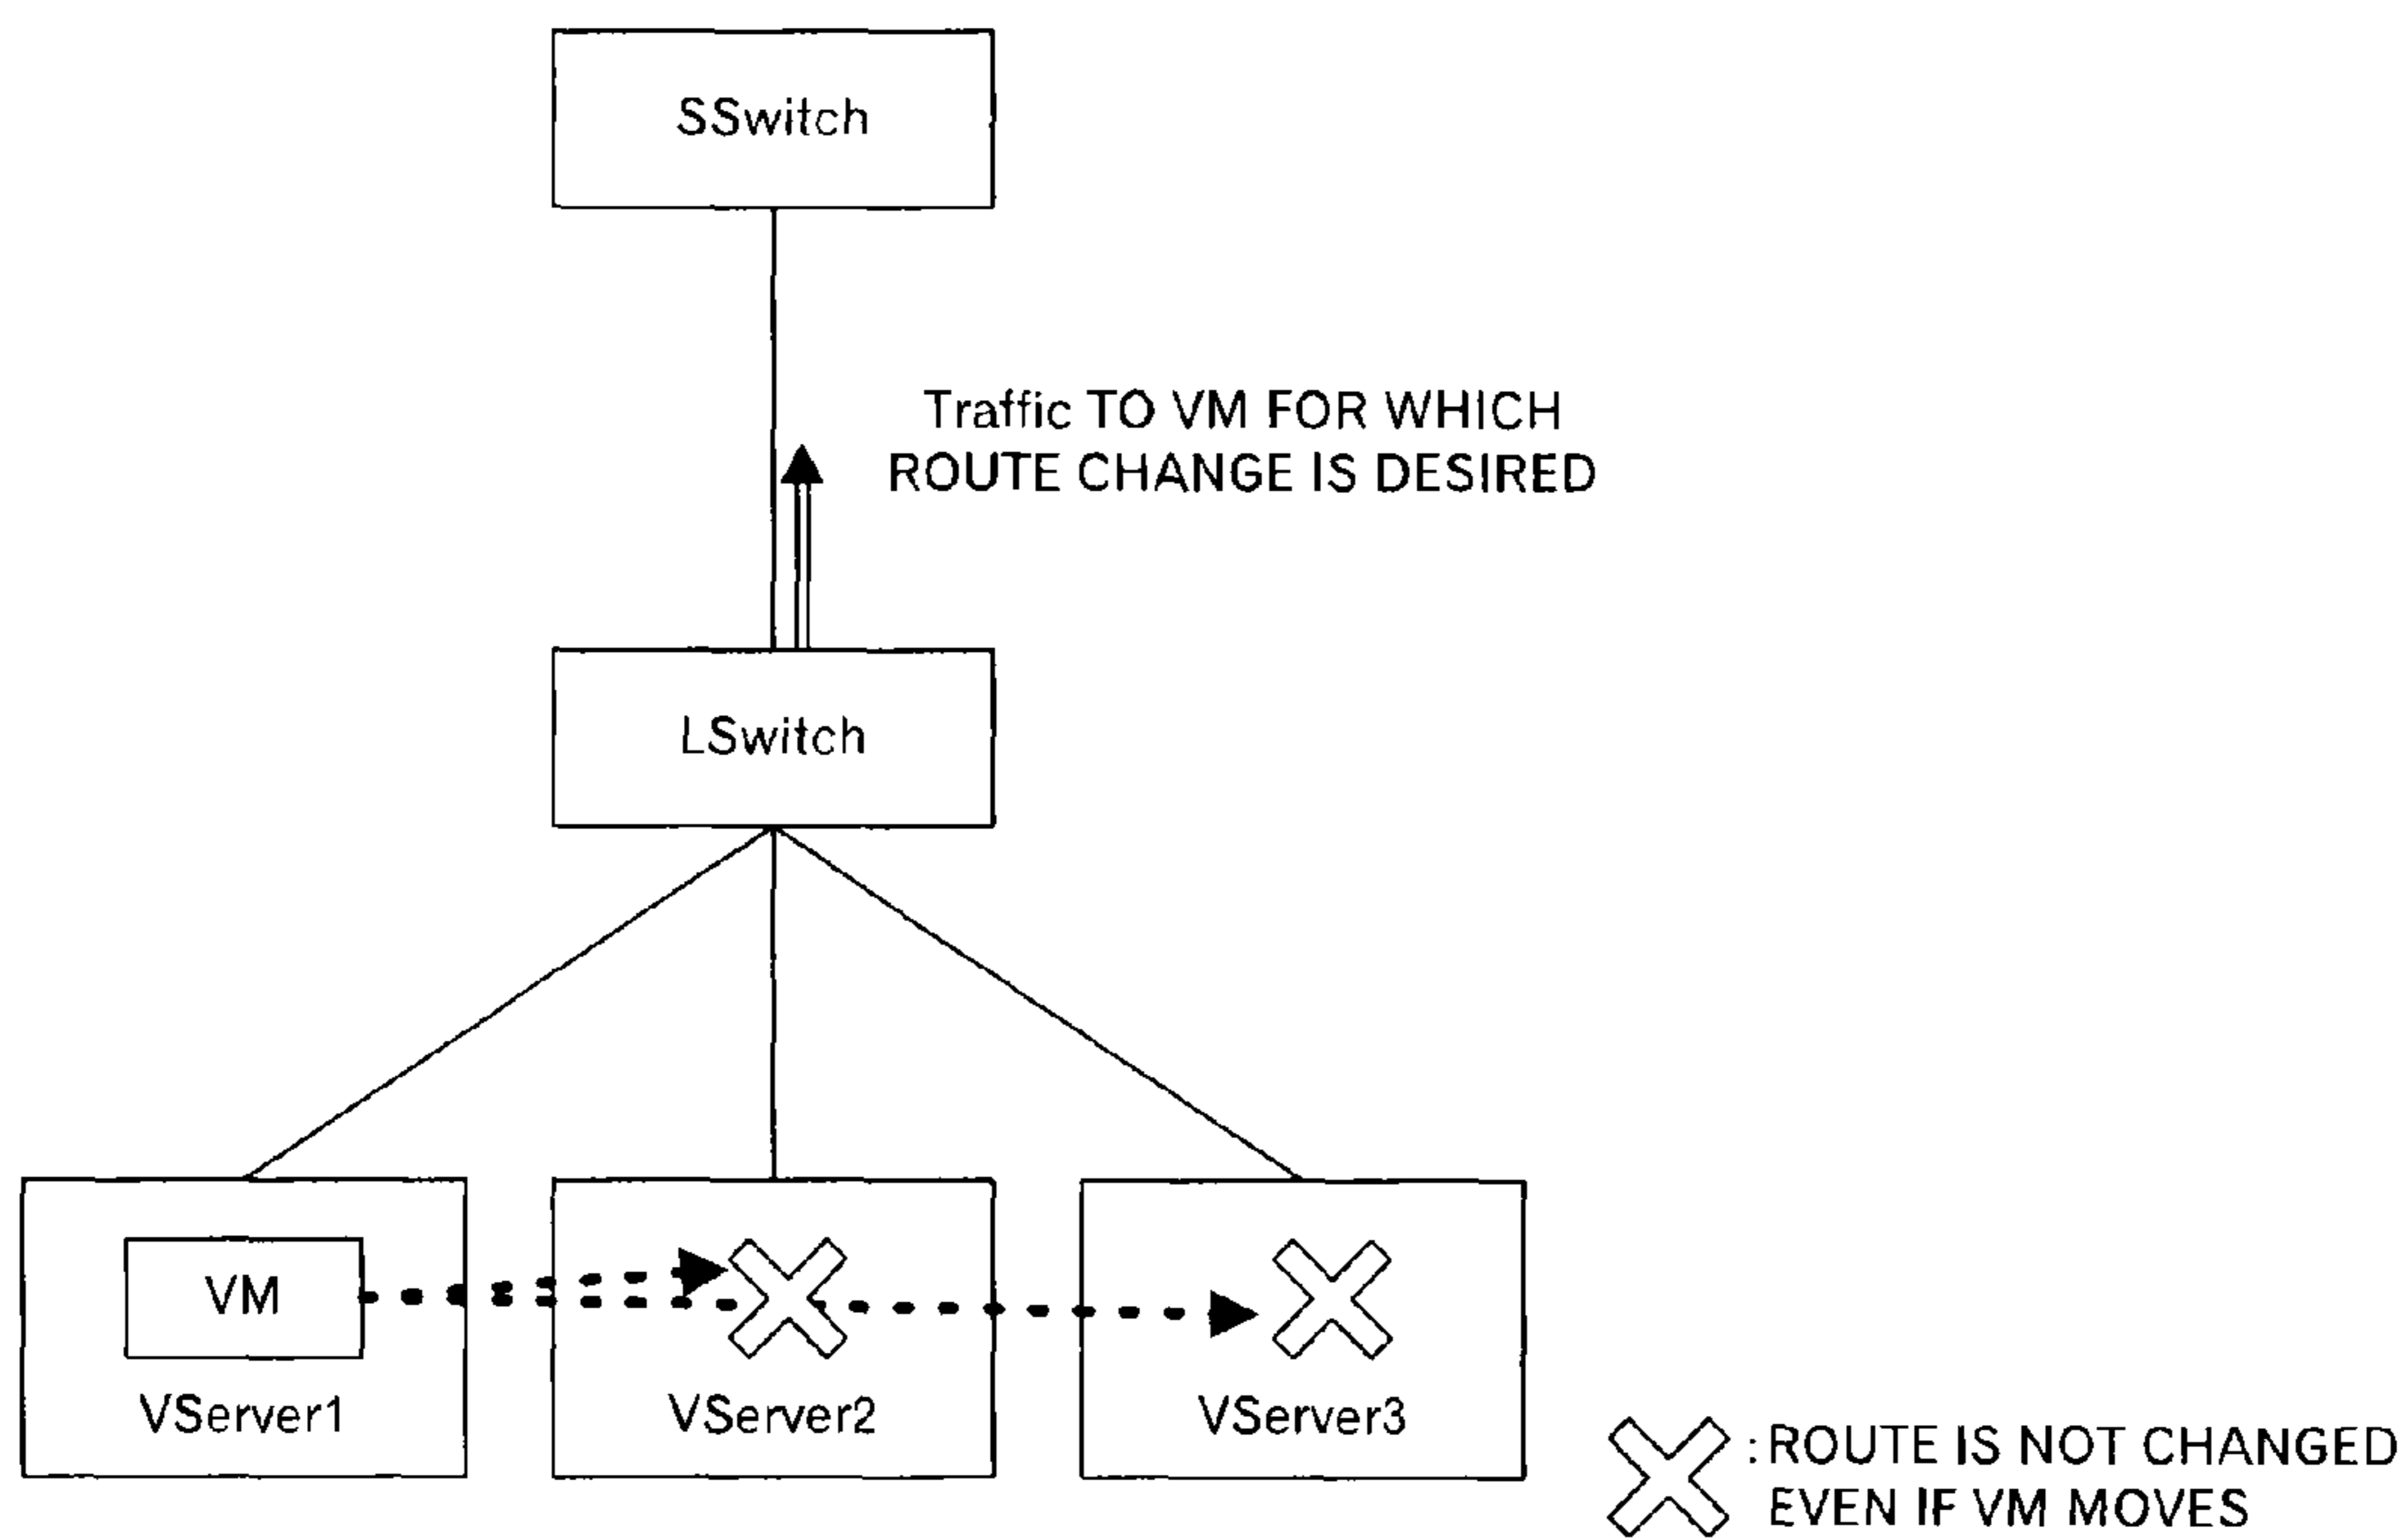 SSwitch
Traffic TO VM FOR WHICH
ROUTE CHANGE IS DESIRED
LSwitch
VM
VServer1
VServer2
VServer3
: ROUTE IS NOT CHANGED
EVEN IF VM MOVES